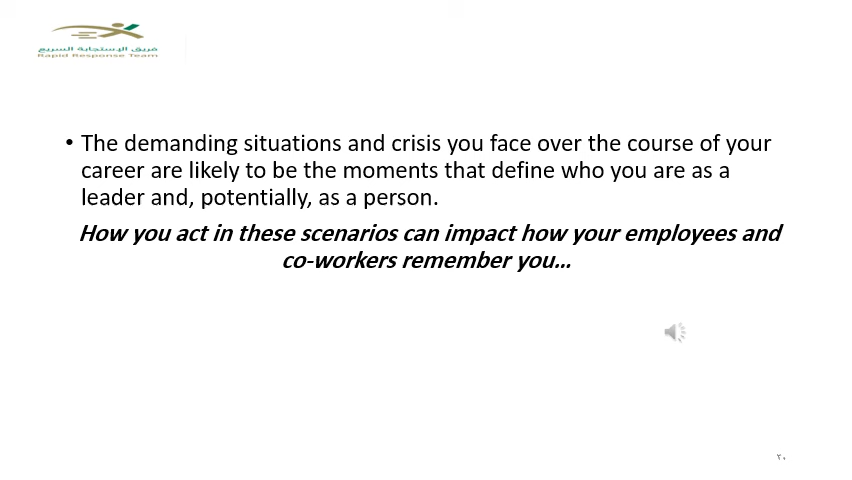 فريق الإستجابة السريع
Rapid Response Team
• The demanding situations and crisis you face over the course of your
career are likely to be the moments that define who you are as a
leader and, potentially, as a person.
How you act in these scenarios can impact how your employees and
co-workers remember you...
٢٠